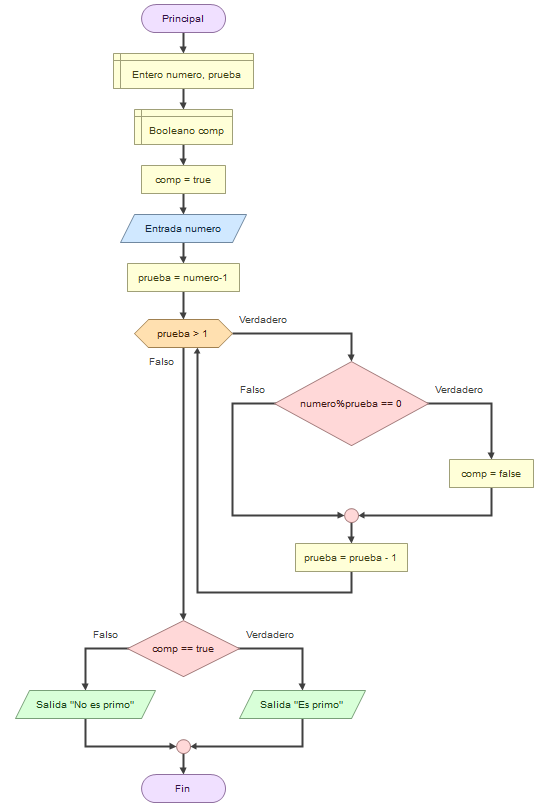 Principal
Entero numero, prueba
Booleano comp
comp = true
Entrada numero
prueba = numero-1
prueba > 1
Verdadero
Falso
numero%prueba == 0
Falso
Verdadero
comp = false
prueba = prueba - 1
comp == true
Falso
Verdadero
Salida "No es primo"
Salida "Es primo"
Fin